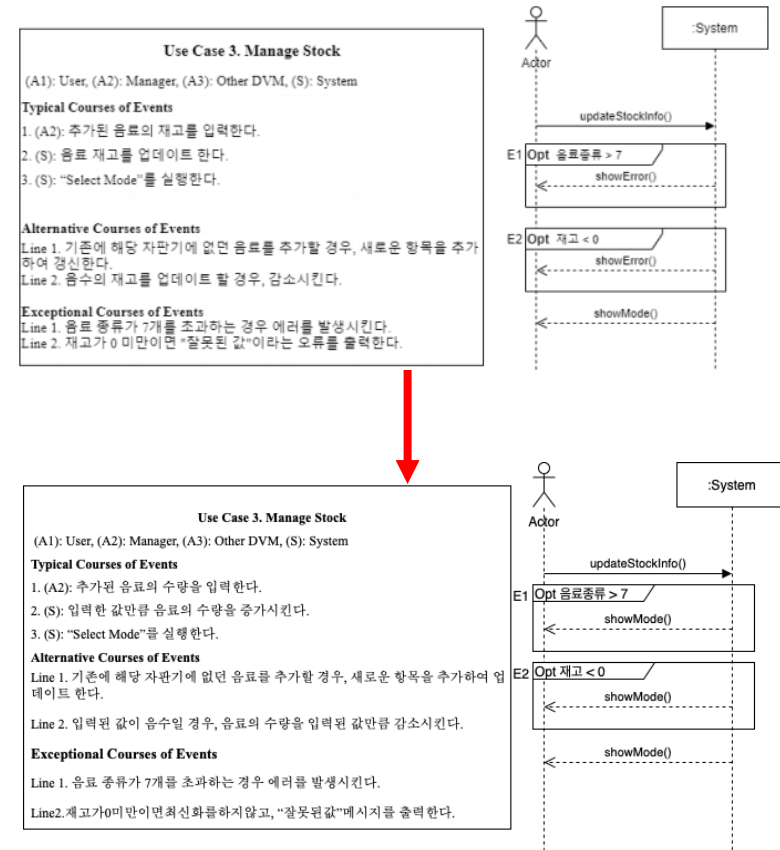 Use Case 3. Manage Stock
(A1): User, (A2): Manager, (A3): Other DVM, (S): System
Typical Courses of Events
1. (A2): 추가된 음료의 재고를 입력한다.
2. (S): 음료 재고를 업데이트 한다.
3. (S): “Select Mode”를 실행한다.
Alternative Courses of Events
Line 1. 기존에 해당 자판기에 없던 음료를 추가할 경우, 새로운 항목을 추가
하여 갱신한다.
Line 2. 음수의 재고를 업데이트 할 경우, 감소시킨다.
Exceptional Courses of Events
Line 1. 음료 종류가 7개를 초과하는 경우 에러를 발생시킨다.
Line 2. 재고가 0 미만이면 "잘못된 값"이라는 오류를 출력한다.
Actor
:System
updateStockInfo()
E1 Opt 음료종류 > 7
showError()
E2 Opt 재고 < 0
showError()
showMode()
Use Case 3. Manage Stock
(A1): User, (A2): Manager, (A3): Other DVM, (S): System
Typical Courses of Events
1. (A2): 추가된 음료의 수량을 입력한다.
2. (S): 입력한 값만큼 음료의 수량을 증가시킨다.
3. (S): “Select Mode”를 실행한다.
Alternative Courses of Events
Line 1. 기존에 해당 자판기에 없던 음료를 추가할 경우, 새로운 항목을 추가하여 업
데이트 한다.
Line 2. 입력된 값이 음수일 경우, 음료의 수량을 입력된 값만큼 감소시킨다.
Exceptional Courses of Events
Line 1. 음료 종류가 7개를 초과하는 경우 에러를 발생시킨다.
Line2.재고가0미만이면최신화를하지않고, “잘못된값”메시지를 출력한다.
Actor
:System
updateStockInfo()
E1 Opt 음료종류 > 7
showMode()
E2 Opt 재고 < 0
showMode()
showMode()